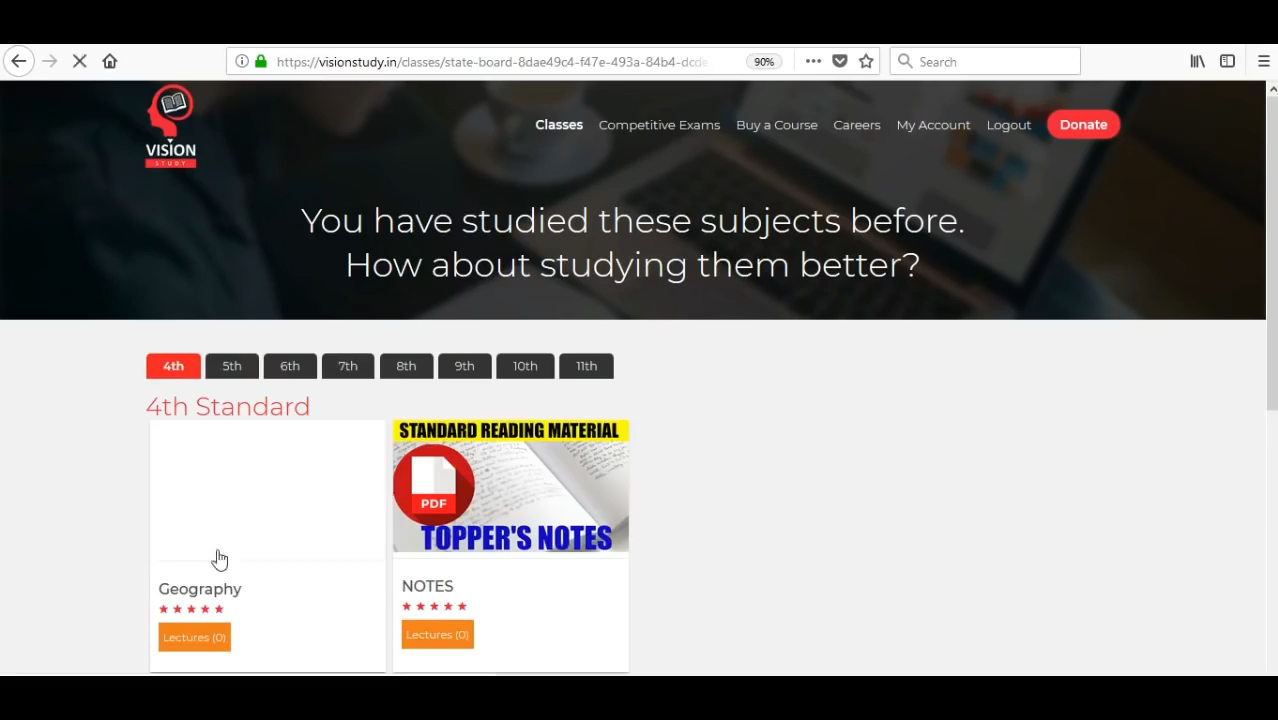 https://visionstudy.in/classes/state-board-8dae49c4-f47e-493a-84b4-dcde
90%
Search
VISION
STUDY
Classes
Competitive Exams
Buy a Course
Careers
My Account
Logout
Donate
You have studied these subjects before.
How about studying them better?
4th
5th
6th
7th
8th
9th
10th
11th
4th Standard
STANDARD READING MATERIAL
PDF
TOPPER'S NOTES
Geography
Lectures (0)
NOTES
Lectures (0)